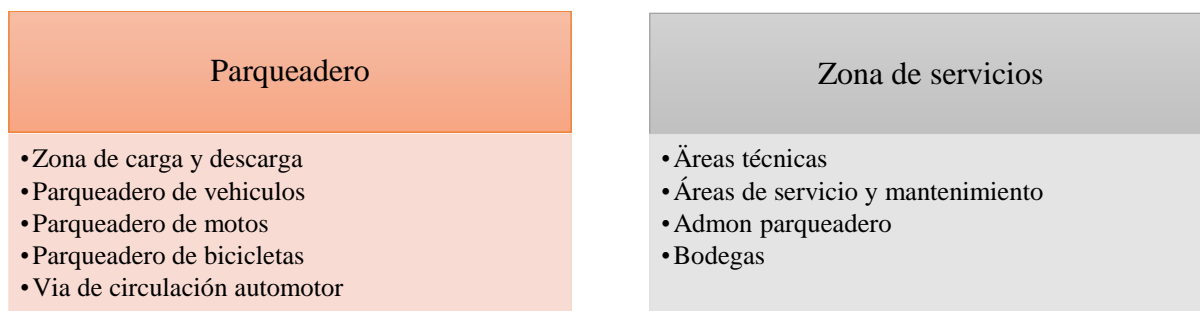 Parqueadero
•Zona de carga y descarga
•Parqueadero de vehiculos
•Parqueadero de motos
•Parqueadero de bicicletas
•Via de circulación automotor
Zona de servicios
•Äreas técnicas
•Áreas de servicio y mantenimiento
•Admon parqueadero
•Bodegas